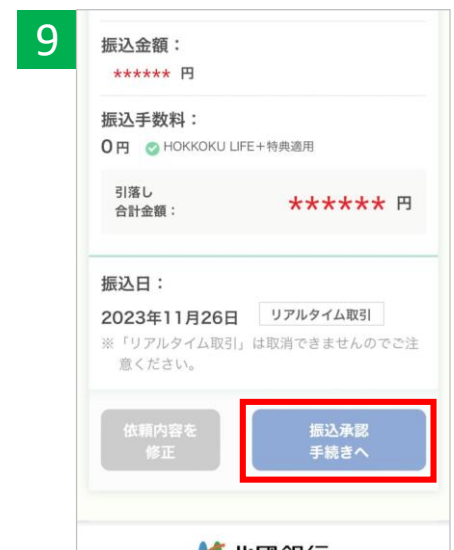 9
振込金額：
****** 円
振込手数料：
0円 HOKKOKU LIFE+特典適用
引落し
合計金額：
****** 円
振込日：
2023年11月26日 リアルタイム取引
※「リアルタイム取引」は取消できませんのでご注
意ください。
依頼内容を
修正
振込承認
手続きへ